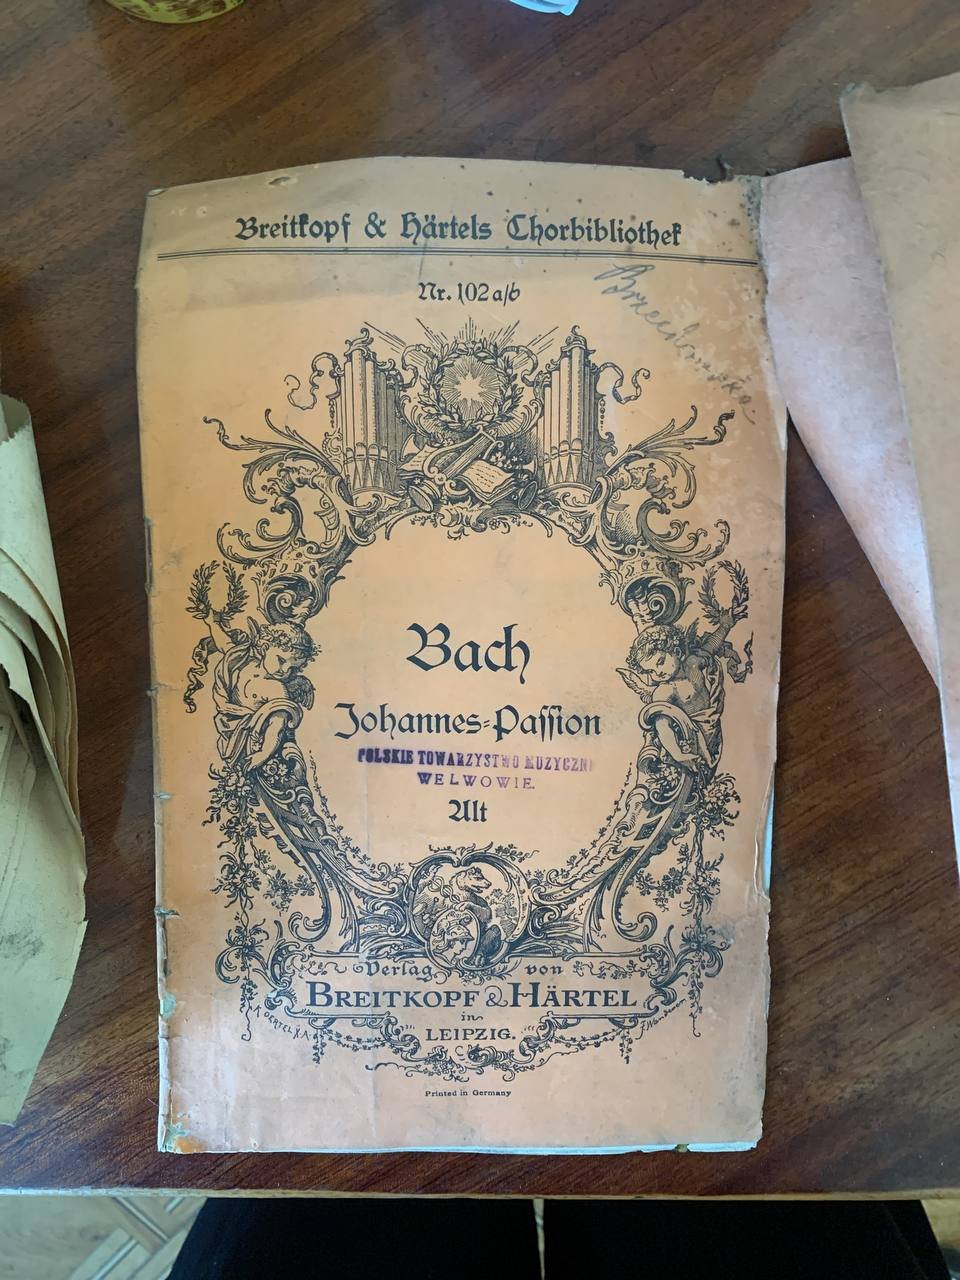 Breitkopf & Härtels Chorbibliothek
Nr. 102 a/b
Bach
Johannes-Passion
POLSKIE TOWARZYSTWO MUZYCZNE
WE LWOWIE.
Alt
Verlag von
BREITKOPF & HÄRTEL
in
LEIPZIG.
Printed in Germany